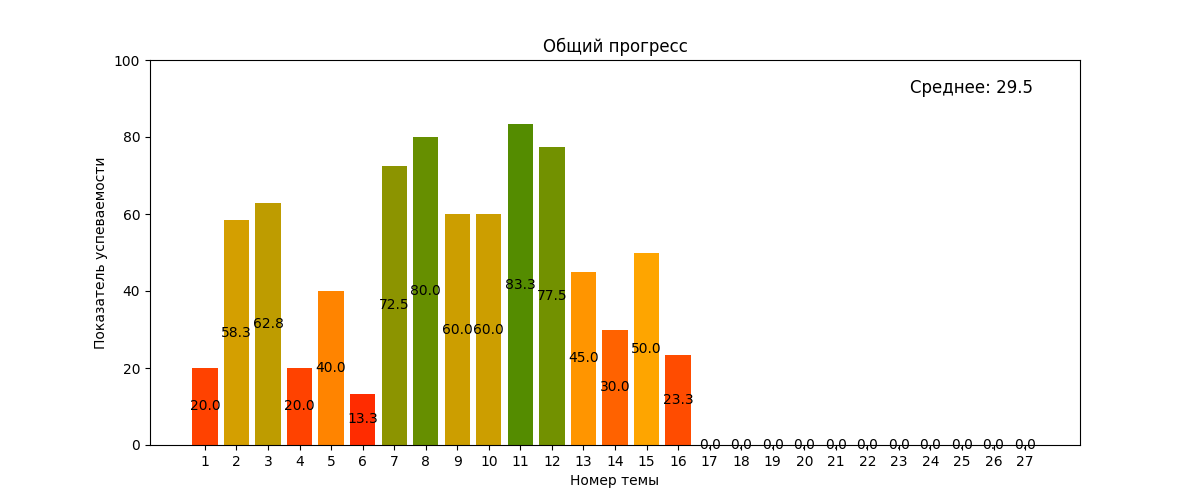 Общий прогресс
Среднее: 29.5
Показатель успеваемости
100
80
60
40
20
0
20.0 58.3 62.8 20.0 40.0 13.3 72.5 80.0 60.0 60.0 83.3 77.5 45.0 30.0 50.0 23.3 0.0 0.0 0.0 0.0 0.0 0.0 0.0 0.0 0.0 0.0 0.0
1 2 3 4 5 6 7 8 9 10 11 12 13 14 15 16 17 18 19 20 21 22 23 24 25 26 27
Номер темы